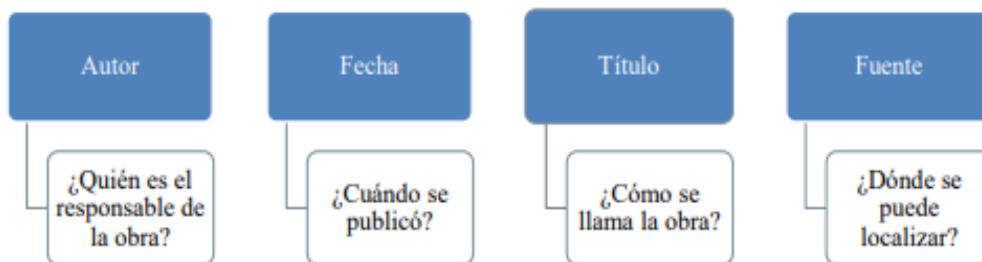 Autor
Fecha
Título
Fuente
¿Quién es el
responsable de
la obra?
¿Cuándo se
publicó?
¿Cómo se
llama la obra?
¿Dónde se
puede
localizar?